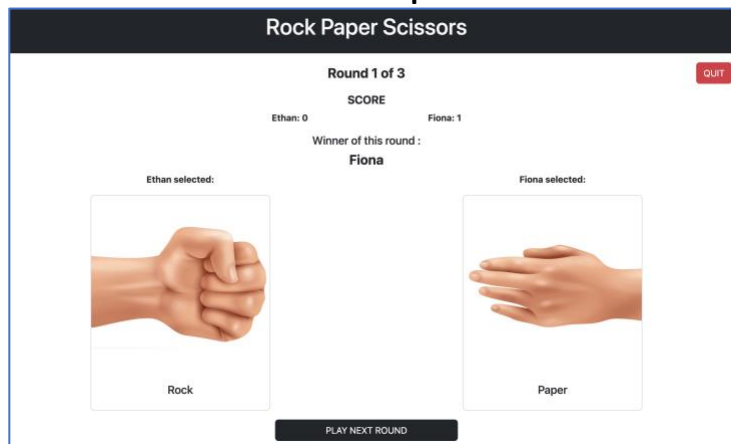 Rock Paper Scissors
Round 1 of 3
QUIT
SCORE
Ethan: 0 Fiona: 1
Winner of this round :
Fiona
Ethan selected: Fiona selected:
Rock Paper
PLAY NEXT ROUND